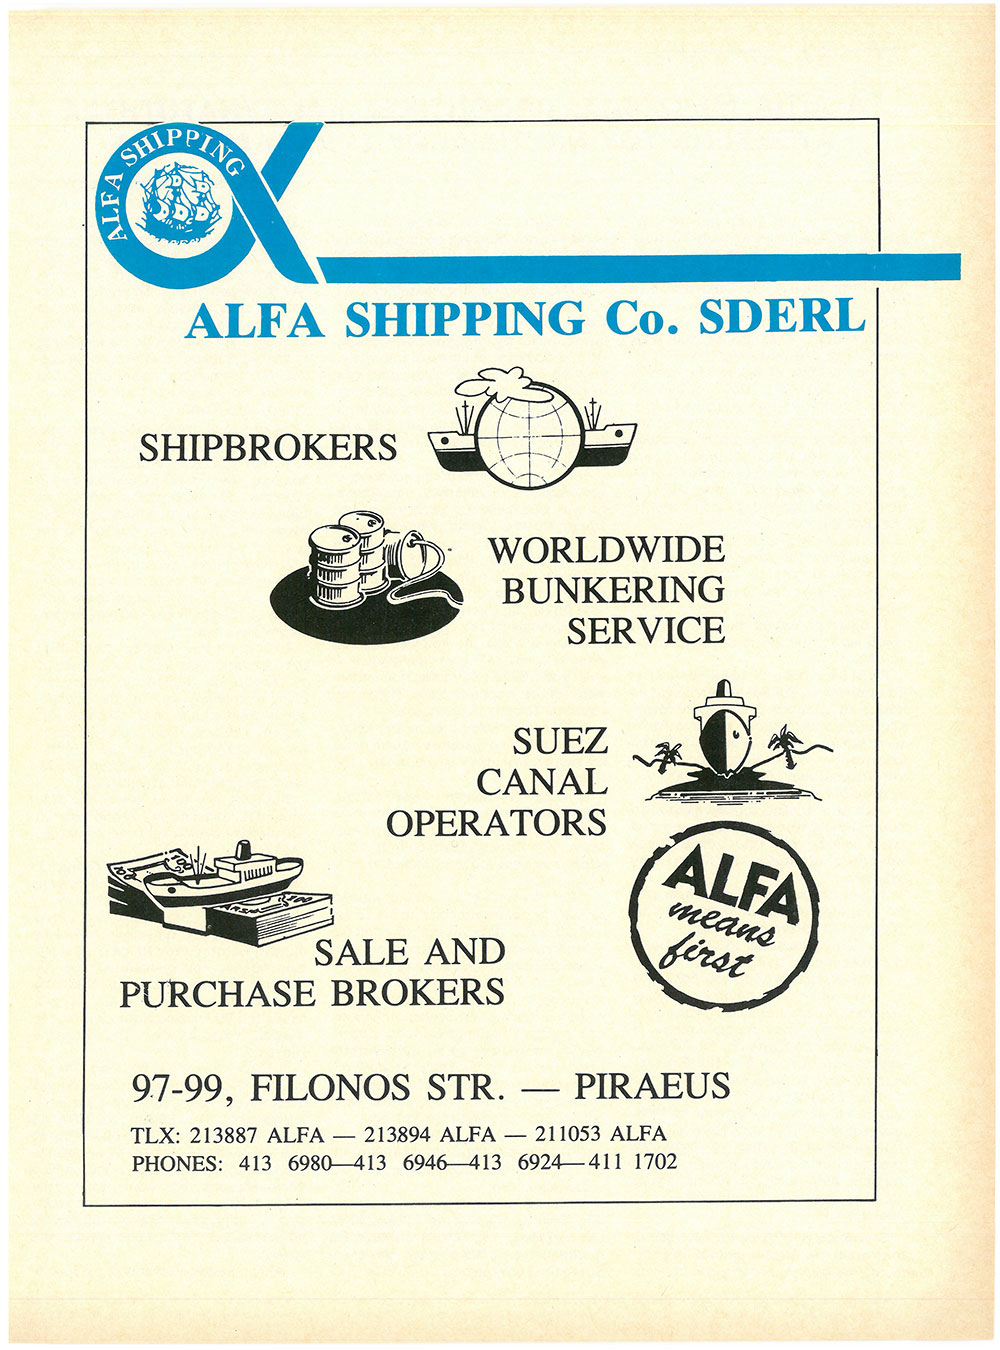 ALFA SHIPPING
ALFA SHIPPING Co. SDERL
SHIPBROKERS
WORLDWIDE
BUNKERING
SERVICE
SUEZ
CANAL
OPERATORS
100
100
SALE AND
PURCHASE BROKERS
ALFA
means
first
97-99, FILONOS STR. — PIRAEUS
TLX: 213887 ALFA — 213894 ALFA — 211053 ALFA
PHONES: 413 6980—413 6946—413 6924—411 1702